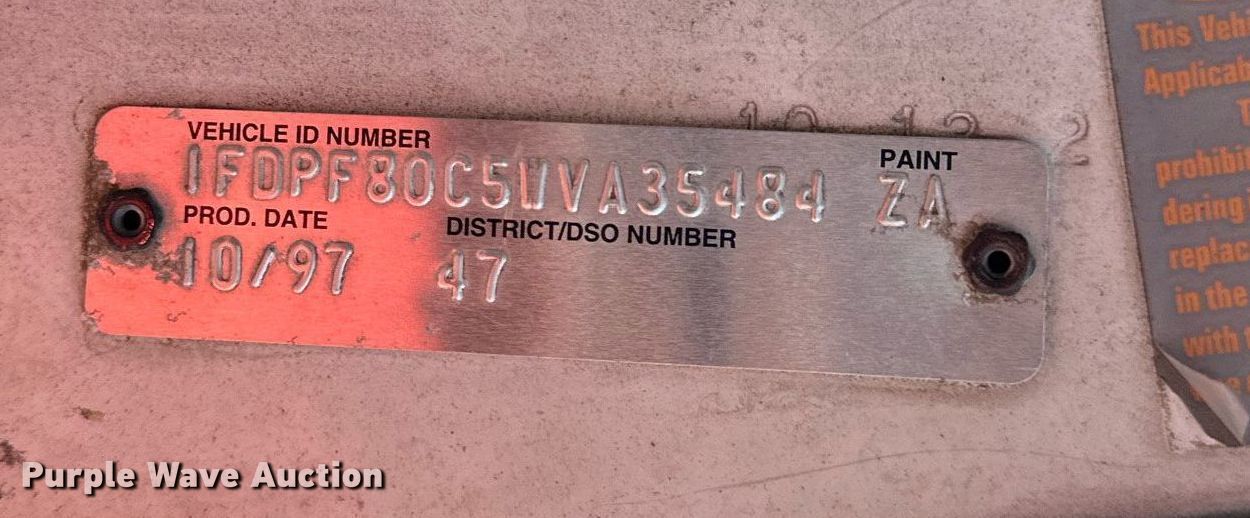 VEHICLE ID NUMBER
1FDPF80C5WVA35484
PAINT
ZA
PROD. DATE
10/97
DISTRICT/DSO NUMBER
47
This Vehi
Applicab
T
prohibit
dering
replac
in the
with
Purple Wave Auction